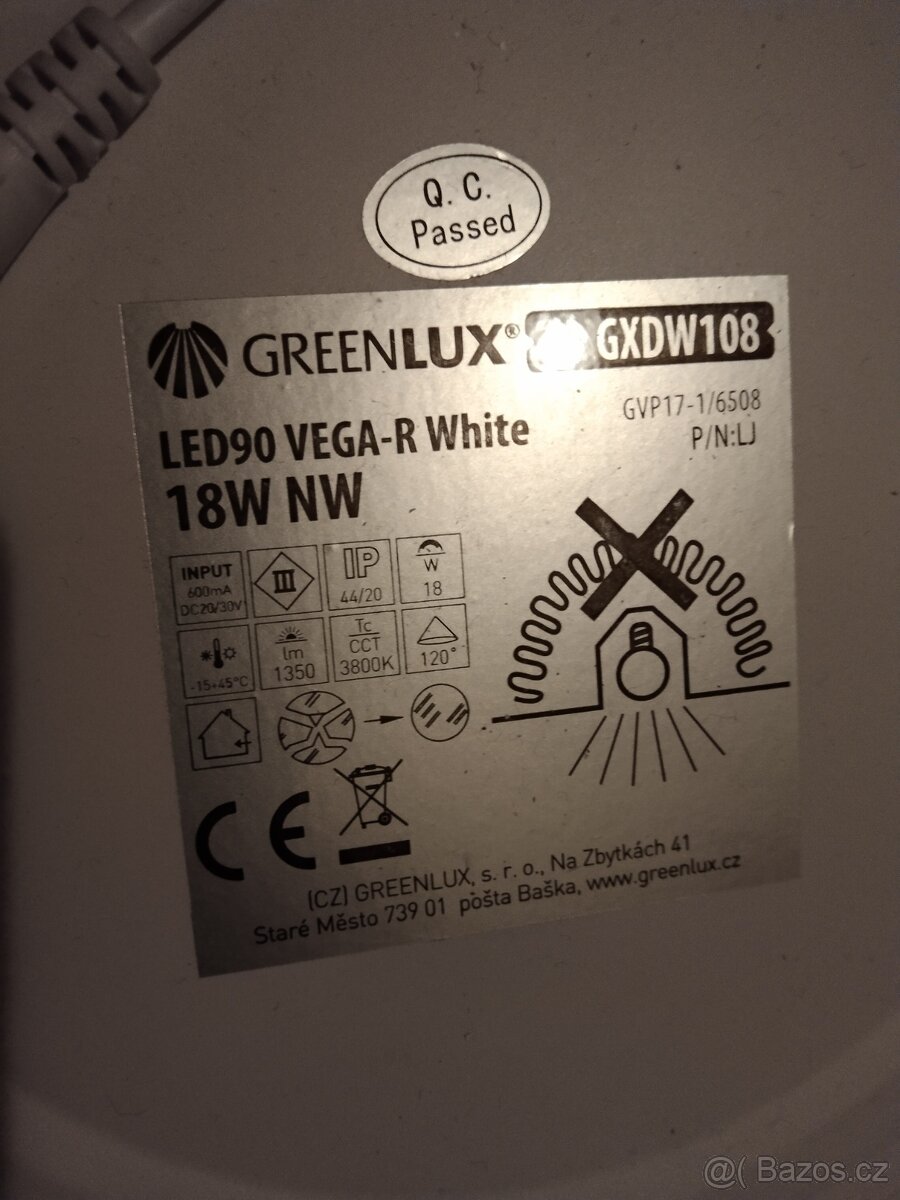 Q. C.
Passed
GREENLUX® GXDW108
GVP17-1/6508
P/N:LJ
LED90 VEGA-R White
18W NW
INPUT
600mA
DC20/30V
III
IP
44/20
W
18
-15+45°C
lm
1350
Tc
CCT
3800K
120°
CE
(CZ) GREENLUX, s. r. o., Na Zbytkách 41
Staré Město 739 01 pošta Baška, www.greenlux.cz
@( Bazos.cz